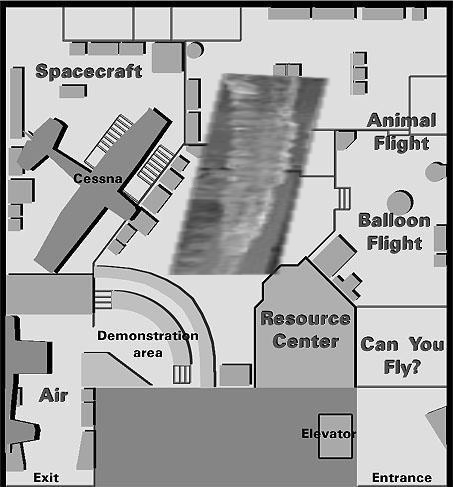 Spacecraft
Animal
Flight
Cessna
Balloon
Flight
Demonstration
area
Resource
Center
Can You
Fly?
Air
Elevator
Exit
Entrance